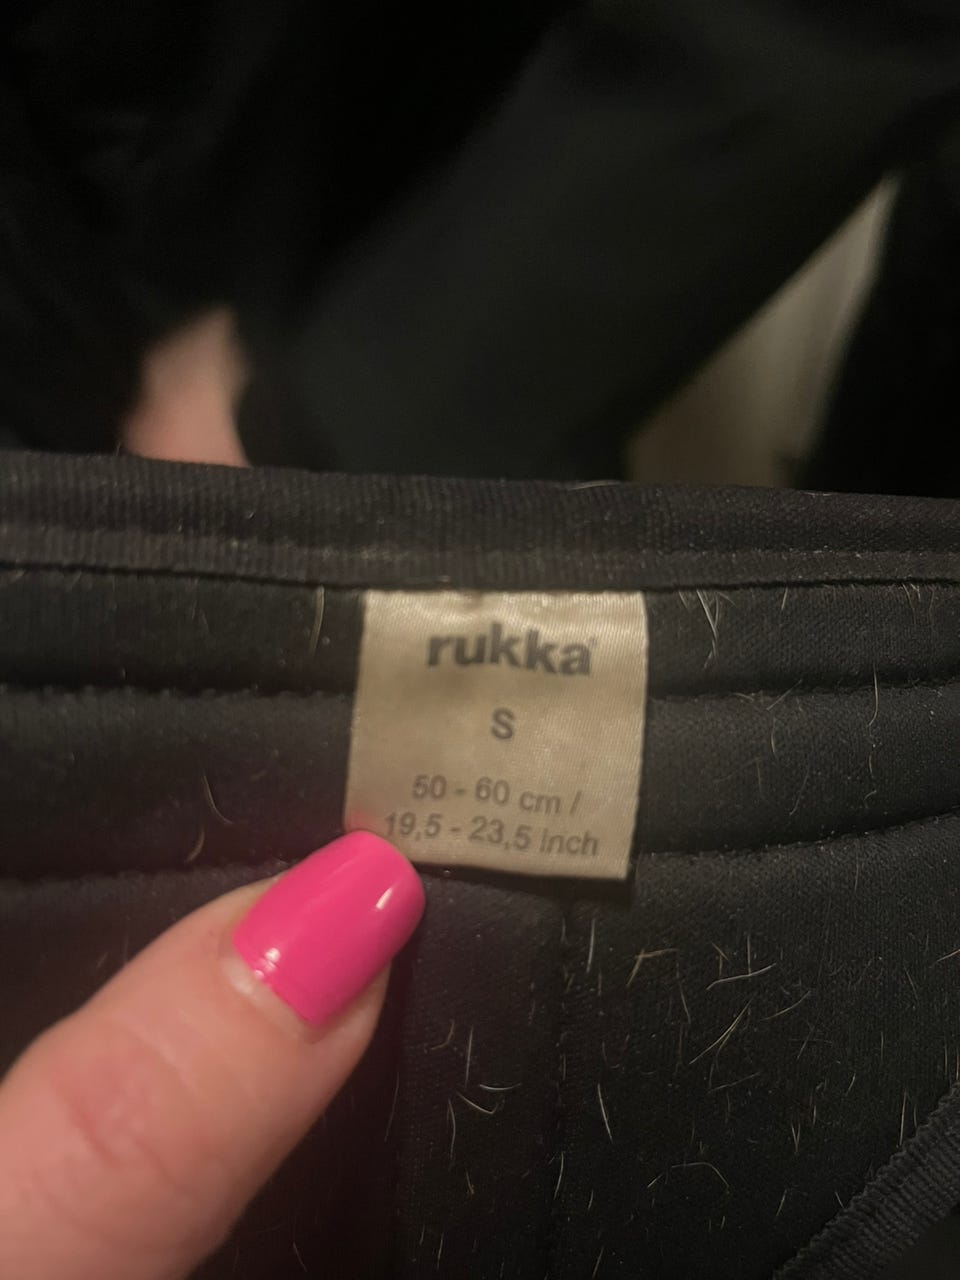 rukka
S
50 - 60 cm /
19,5 - 23,5 inch